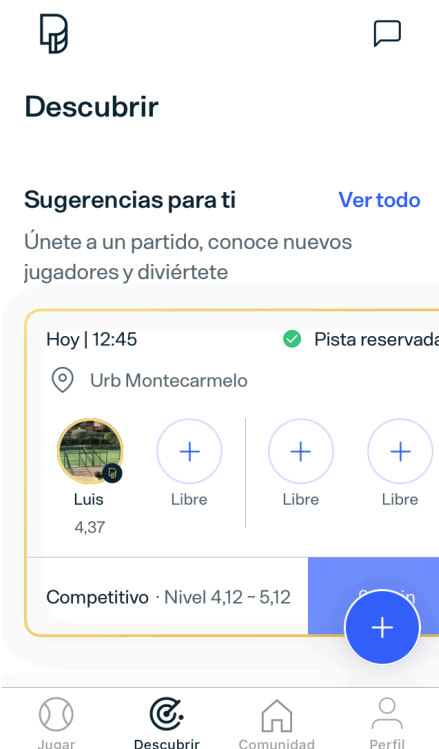 Descubrir
Sugerencias para ti
Ver todo
Únete a un partido, conoce nuevos
jugadores y diviértete
Hoy | 12:45
Pista reservada
Urb Montecarmelo
Luis
Libre
Libre
Libre
4,37
Competitivo · Nivel 4,12 – 5,12
Jugar
Descubrir
Comunidad
Perfil